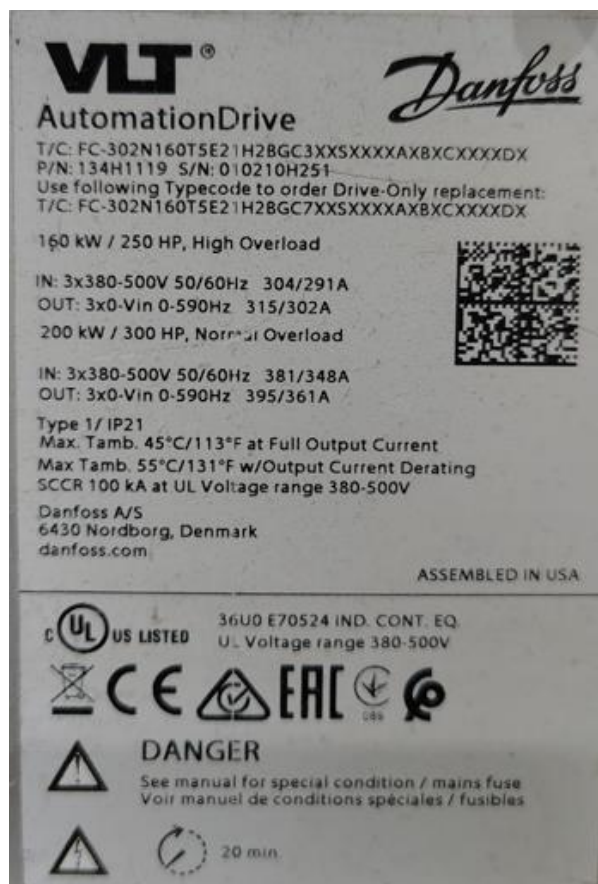 VLT®
Danfoss
AutomationDrive
T/C: FC-302N160T5E21H2BGC3XXSXXXXAXBXCXXXXDX
P/N: 134H1119 S/N: 010210H251
Use following Typecode to order Drive-Only replacement:
T/C: FC-302N160T5E21H2BGC7XXSXXXXAXBXCXXXXDX
160 kW / 250 HP, High Overload
IN: 3x380-500V 50/60Hz 304/291A
OUT: 3x0-Vin 0-590Hz 315/302A
200 kW / 300 HP, Normal Overload
IN: 3x380-500V 50/60Hz 381/348A
OUT: 3x0-Vin 0-590Hz 395/361A
Type 1/ IP21
Max. Tamb. 45°C/113°F at Full Output Current
Max Tamb. 55°C/131°F w/Output Current Derating
SCCR 100 kA at UL Voltage range 380-500V
Danfoss A/S
6430 Nordborg, Denmark
danfoss.com
ASSEMBLED IN USA
C UL US LISTED
36U0 E70524 IND. CONT. EQ.
UL Voltage range 380-500V
CE EAC
DANGER
See manual for special condition / mains fuse
Voir manuel de conditions spéciales / fusibles
20 min.